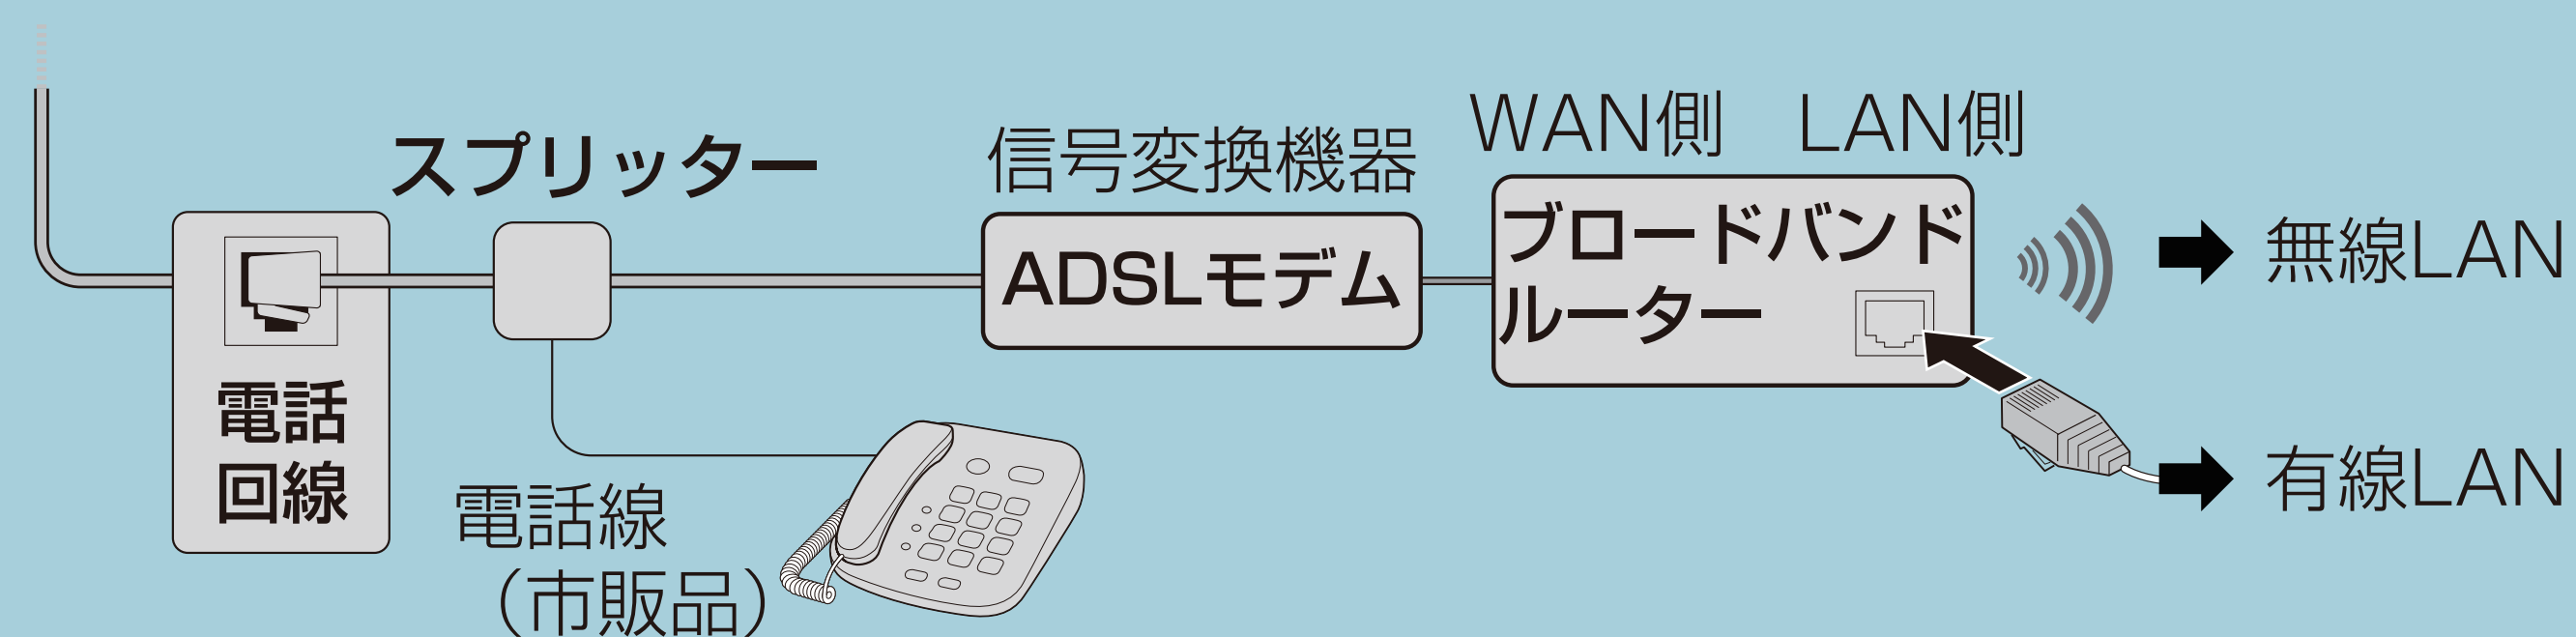 スプリッター
信号変換機器
WAN側 LAN側
ADSLモデム
ブロードバンド
ルーター
無線LAN
電話
回線
電話線
（市販品）
有線LAN